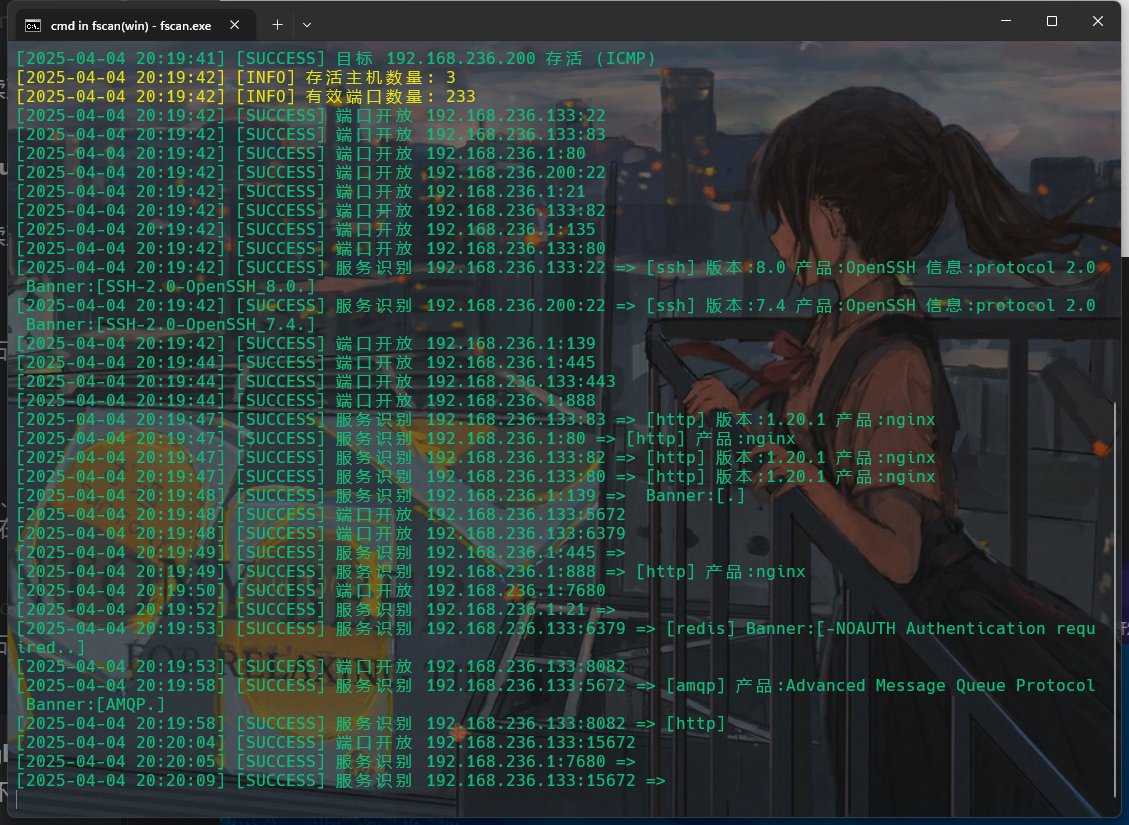 cmd in fscan(win) - fscan.exe
[2025-04-04 20:19:41] [SUCCESS] 目标 192.168.236.200 存活 (ICMP)
[2025-04-04 20:19:42] [INFO] 存活主机数量: 3
[2025-04-04 20:19:42] [INFO] 有效端口数量: 233
[2025-04-04 20:19:42] [SUCCESS] 端口开放 192.168.236.133:22
[2025-04-04 20:19:42] [SUCCESS] 端口开放 192.168.236.133:83
[2025-04-04 20:19:42] [SUCCESS] 端口开放 192.168.236.1:80
[2025-04-04 20:19:42] [SUCCESS] 端口开放 192.168.236.200:22
[2025-04-04 20:19:42] [SUCCESS] 端口开放 192.168.236.1:21
[2025-04-04 20:19:42] [SUCCESS] 端口开放 192.168.236.133:82
[2025-04-04 20:19:42] [SUCCESS] 端口开放 192.168.236.1:135
[2025-04-04 20:19:42] [SUCCESS] 端口开放 192.168.236.133:80
[2025-04-04 20:19:42] [SUCCESS] 服务识别 192.168.236.133:22 => [ssh] 版本:8.0 产品:OpenSSH 信息:protocol 2.0
Banner:[SSH-2.0-OpenSSH_8.0.]
[2025-04-04 20:19:42] [SUCCESS] 服务识别 192.168.236.200:22 => [ssh] 版本:7.4 产品:OpenSSH 信息:protocol 2.0
Banner:[SSH-2.0-OpenSSH_7.4.]
[2025-04-04 20:19:42] [SUCCESS] 端口开放 192.168.236.1:139
[2025-04-04 20:19:44] [SUCCESS] 端口开放 192.168.236.1:445
[2025-04-04 20:19:44] [SUCCESS] 端口开放 192.168.236.133:443
[2025-04-04 20:19:44] [SUCCESS] 端口开放 192.168.236.1:888
[2025-04-04 20:19:47] [SUCCESS] 服务识别 192.168.236.133:83 => [http] 版本:1.20.1 产品:nginx
[2025-04-04 20:19:47] [SUCCESS] 服务识别 192.168.236.1:80 => [http] 产品:nginx
[2025-04-04 20:19:47] [SUCCESS] 服务识别 192.168.236.133:82 => [http] 版本:1.20.1 产品:nginx
[2025-04-04 20:19:47] [SUCCESS] 服务识别 192.168.236.133:80 => [http] 版本:1.20.1 产品:nginx
[2025-04-04 20:19:48] [SUCCESS] 服务识别 192.168.236.1:139 =>  Banner:[.]
[2025-04-04 20:19:48] [SUCCESS] 端口开放 192.168.236.133:5672
[2025-04-04 20:19:48] [SUCCESS] 端口开放 192.168.236.133:6379
[2025-04-04 20:19:49] [SUCCESS] 服务识别 192.168.236.1:445 =>
[2025-04-04 20:19:49] [SUCCESS] 服务识别 192.168.236.1:888 => [http] 产品:nginx
[2025-04-04 20:19:50] [SUCCESS] 端口开放 192.168.236.1:7680
[2025-04-04 20:19:52] [SUCCESS] 服务识别 192.168.236.1:21 =>
[2025-04-04 20:19:53] [SUCCESS] 服务识别 192.168.236.133:6379 => [redis] Banner:[-NOAUTH Authentication requ
ired..]
[2025-04-04 20:19:53] [SUCCESS] 端口开放 192.168.236.133:8082
[2025-04-04 20:19:58] [SUCCESS] 服务识别 192.168.236.133:5672 => [amqp] 产品:Advanced Message Queue Protocol
Banner:[AMQP.]
[2025-04-04 20:19:58] [SUCCESS] 服务识别 192.168.236.133:8082 => [http]
[2025-04-04 20:20:04] [SUCCESS] 端口开放 192.168.236.133:15672
[2025-04-04 20:20:05] [SUCCESS] 服务识别 192.168.236.1:7680 =>
[2025-04-04 20:20:09] [SUCCESS] 服务识别 192.168.236.133:15672 =>